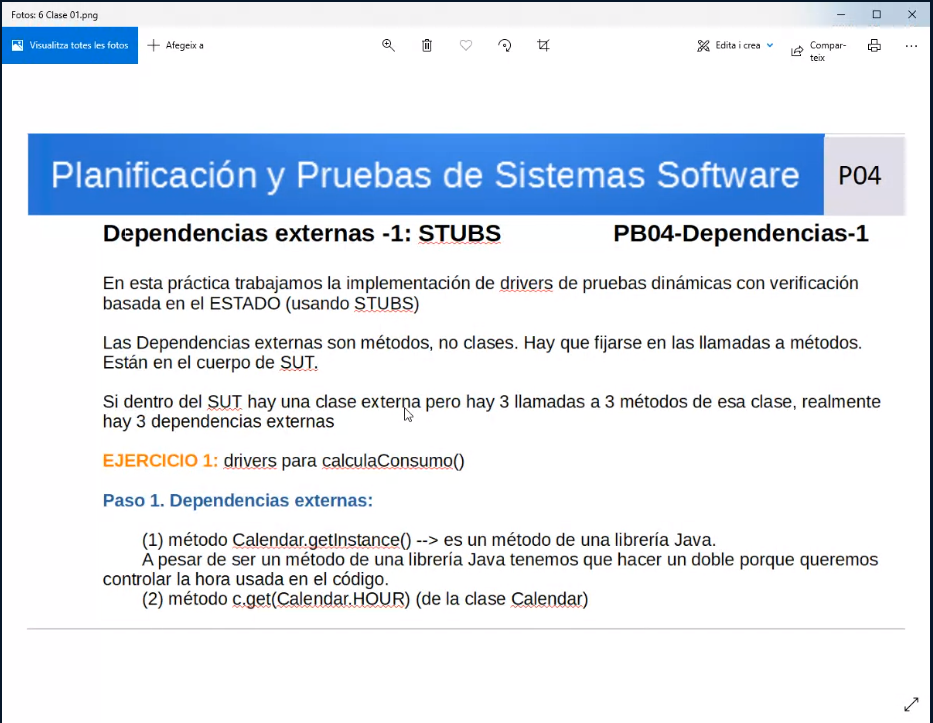 Fotos: 6 Clase 01.png
Visualitza totes les fotos
Afegeix a
Edita i crea
Compar-
teix
Planificación y Pruebas de Sistemas Software
P04
Dependencias externas -1: STUBS PB04-Dependencias-1
En esta práctica trabajamos la implementación de drivers de pruebas dinámicas con verificación
basada en el ESTADO (usando STUBS)
Las Dependencias externas son métodos, no clases. Hay que fijarse en las llamadas a métodos.
Están en el cuerpo de SUT.
Si dentro del SUT hay una clase externa pero hay 3 llamadas a 3 métodos de esa clase, realmente
hay 3 dependencias externas
EJERCICIO 1: drivers para calculaConsumo()
Paso 1. Dependencias externas:
(1) método Calendar.getInstance() --> es un método de una librería Java.
A pesar de ser un método de una librería Java tenemos que hacer un doble porque queremos
controlar la hora usada en el código.
(2) método c.get(Calendar.HOUR) (de la clase Calendar)